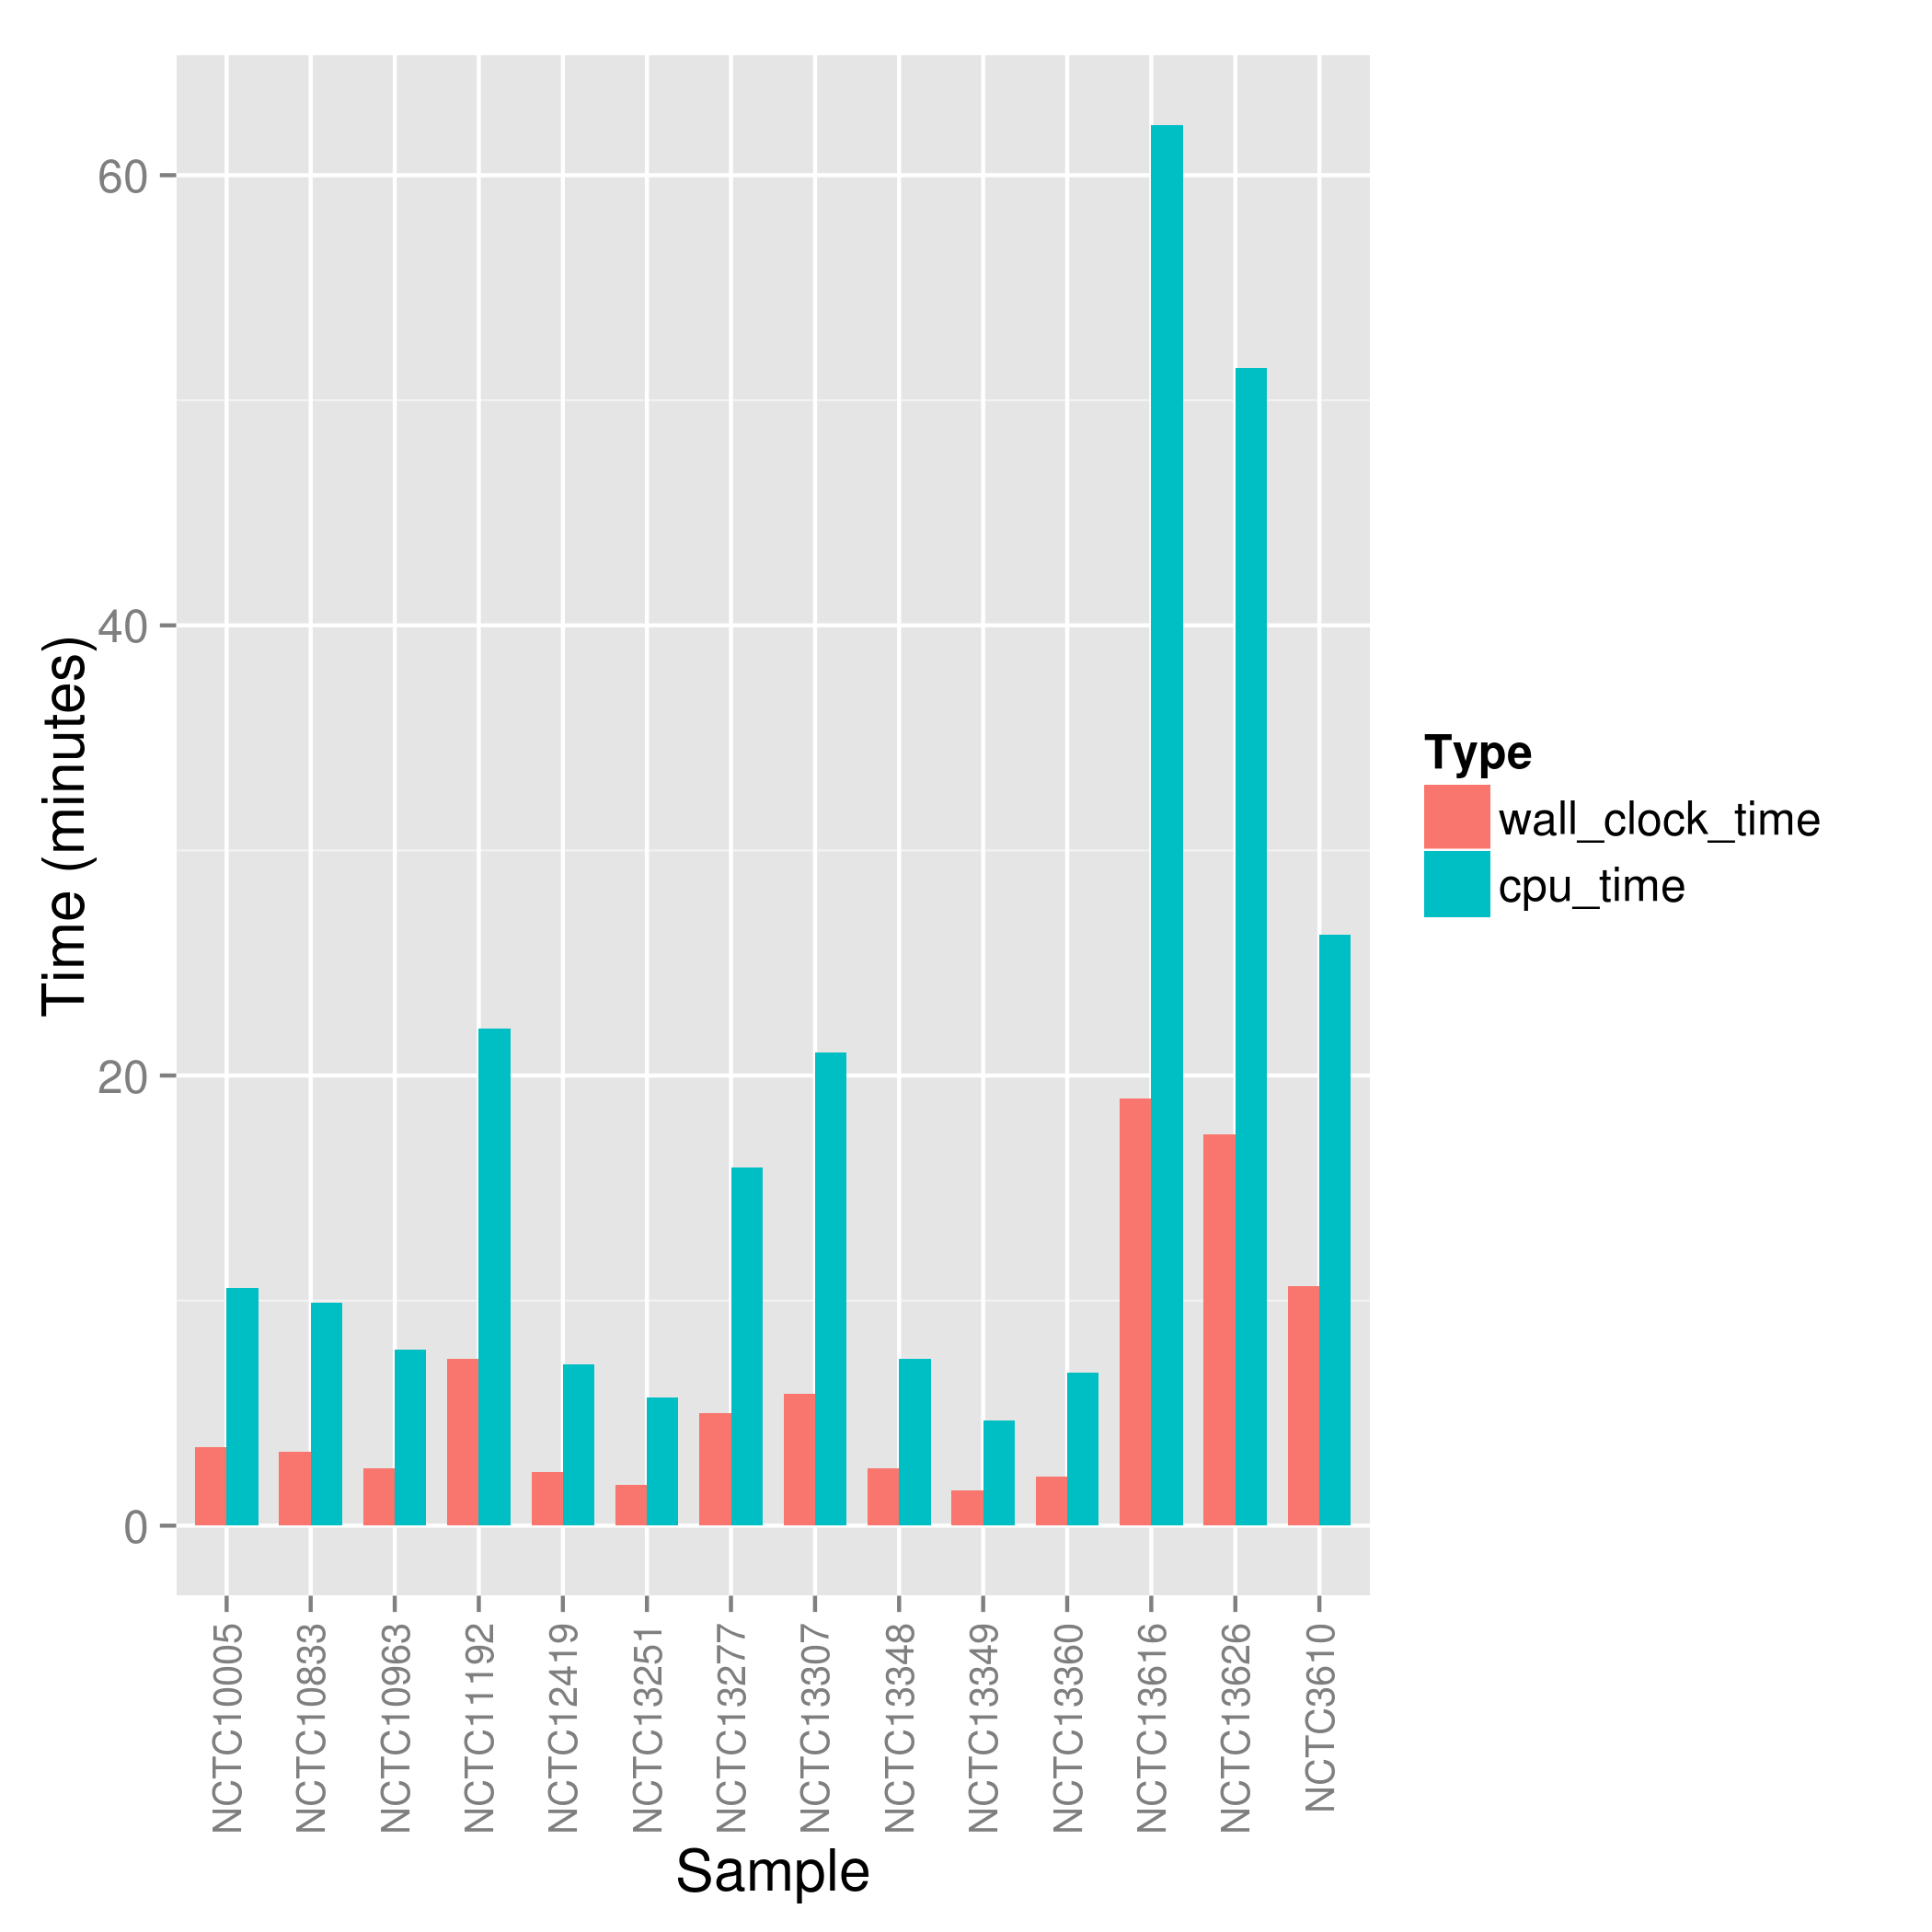 60
40
20
0
Time (minutes)
NCTC10005
NCTC10833
NCTC10963
NCTC11192
NCTC12419
NCTC13251
NCTC13277
NCTC13307
NCTC13348
NCTC13349
NCTC13360
NCTC13616
NCTC13626
NCTC3610
Sample
Type
wall_clock_time
cpu_time